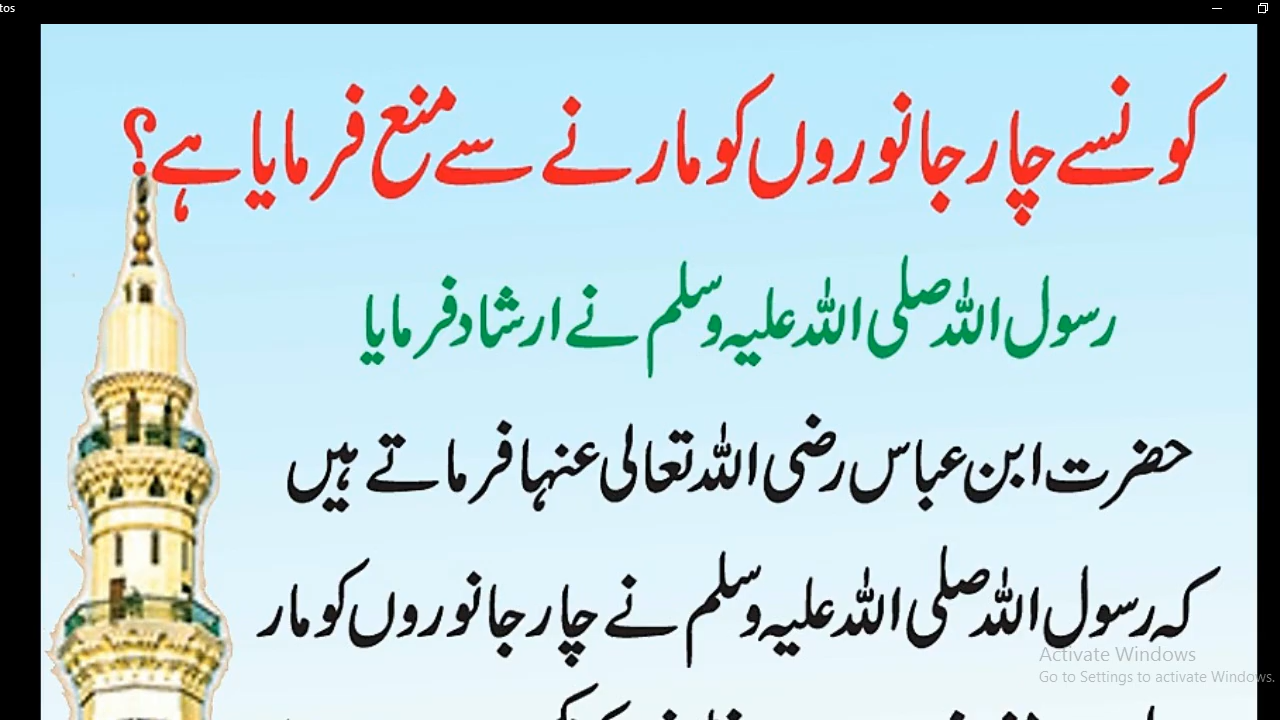 tos
کونسے چار جانوروں کو مارنے سے منع فرمایا ہے؟
رسول اللہ صلی اللہ علیہ وسلم نے ارشاد فرمایا
حضرت ابن عباس رضی اللہ تعالی عنہا فرماتے ہیں
کہ رسول اللہ صلی اللہ علیہ وسلم نے چار جانوروں کو مار
Activate Windows
Go to Settings to activate Windows.